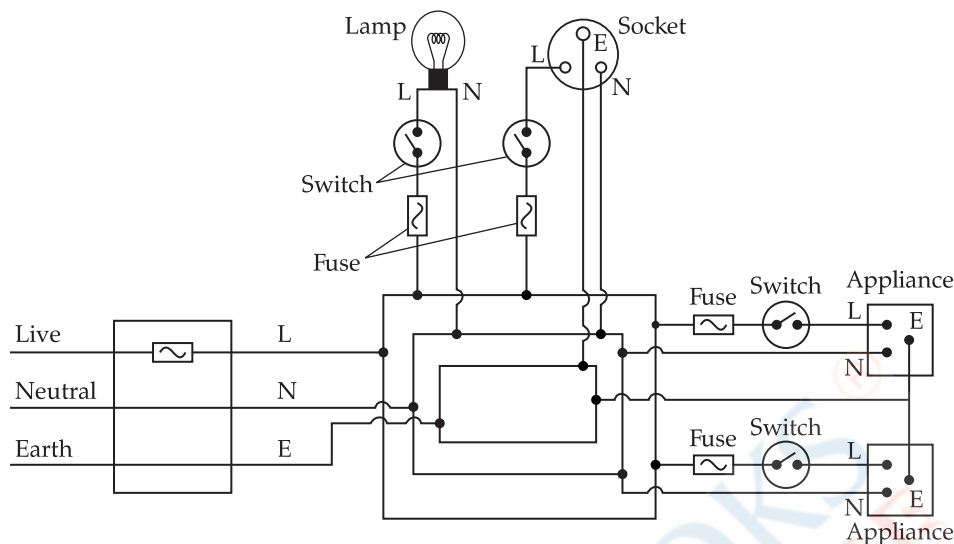 Lamp
Socket
E
L
L
N
N
Switch
Fuse
Fuse
Switch
Appliance
L
E
N
Live
L
Neutral
N
Earth
E
Fuse
Switch
L
N
E
Appliance